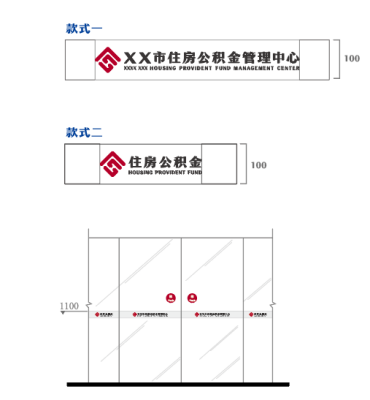 款式一
XX市住房公积金管理中心
XXXX XXX HOUSING PROVIDENT FUND MANAGEMENT CENTER
100
款式二
住房公积金
HOUSING PROVIDENT FUND
100
1100